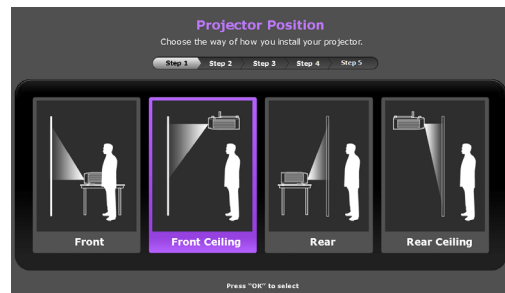 Projector Position
Choose the way of how you install your projector.
Step 1 Step 2 Step 3 Step 4 Step 5
Front Front Ceiling Rear Rear Ceiling
Press "OK" to select